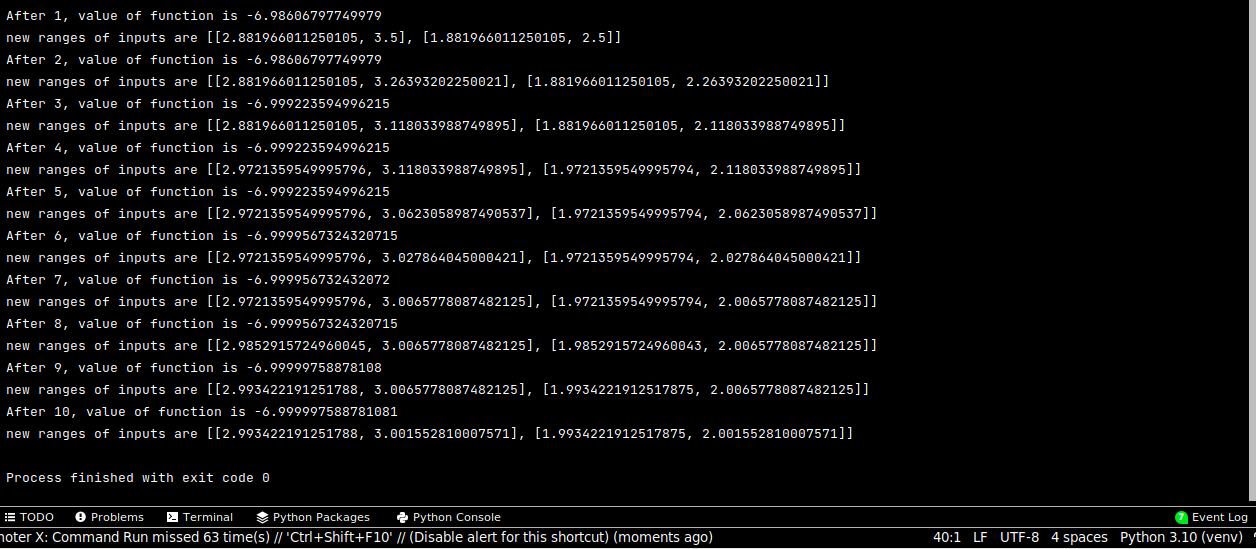 After 1, value of function is -6.98606797749979
new ranges of inputs are [[2.881966011250105, 3.5], [1.881966011250105, 2.5]]
After 2, value of function is -6.98606797749979
new ranges of inputs are [[2.881966011250105, 3.26393202250021], [1.881966011250105, 2.26393202250021]]
After 3, value of function is -6.999223594996215
new ranges of inputs are [[2.881966011250105, 3.118033988749895], [1.881966011250105, 2.118033988749895]]
After 4, value of function is -6.999223594996215
new ranges of inputs are [[2.9721359549995796, 3.118033988749895], [1.9721359549995794, 2.118033988749895]]
After 5, value of function is -6.999223594996215
new ranges of inputs are [[2.9721359549995796, 3.0623058987490537], [1.9721359549995794, 2.0623058987490537]]
After 6, value of function is -6.9999567324320715
new ranges of inputs are [[2.9721359549995796, 3.027864045000421], [1.9721359549995794, 2.027864045000421]]
After 7, value of function is -6.999956732432072
new ranges of inputs are [[2.9721359549995796, 3.0065778087482125], [1.9721359549995794, 2.0065778087482125]]
After 8, value of function is -6.9999567324320715
new ranges of inputs are [[2.9852915724960045, 3.0065778087482125], [1.9852915724960043, 2.0065778087482125]]
After 9, value of function is -6.99999758878108
new ranges of inputs are [[2.993422191251788, 3.0065778087482125], [1.9934221912517875, 2.0065778087482125]]
After 10, value of function is -6.999997588781081
new ranges of inputs are [[2.993422191251788, 3.001552810007571], [1.9934221912517875, 2.001552810007571]]
Process finished with exit code 0
TODO Problems Terminal Python Packages Python Console 7 Event Log
noter X: Command Run missed 63 time(s) // 'Ctrl+Shift+F10' // (Disable alert for this shortcut) (moments ago) 40:1 LF UTF-8 4 spaces Python 3.10 (venv)